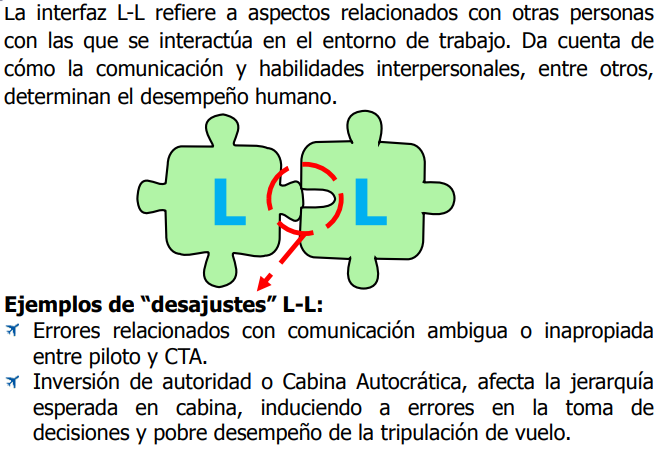 La interfaz L-L refiere a aspectos relacionados con otras personas
con las que se interactúa en el entorno de trabajo. Da cuenta de
cómo la comunicación y habilidades interpersonales, entre otros,
determinan el desempeño humano.
L L
Ejemplos de “desajustes” L-L:
Errores relacionados con comunicación ambigua o inapropiada
entre piloto y CTA.
Inversión de autoridad o Cabina Autocrática, afecta la jerarquía
esperada en cabina, induciendo a errores en la toma de
decisiones y pobre desempeño de la tripulación de vuelo.